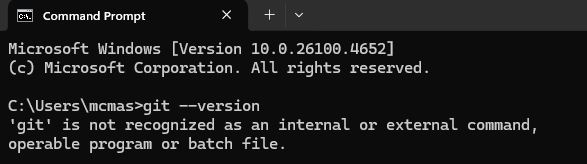 Command Prompt
Microsoft Windows [Version 10.0.26100.4652]
(c) Microsoft Corporation. All rights reserved.
C:\Users\mcmas>git --version
'git' is not recognized as an internal or external command,
operable program or batch file.